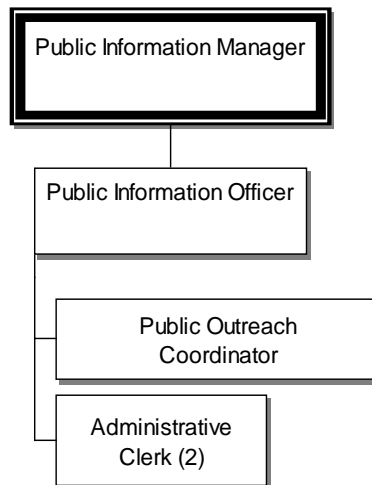 Public Information Manager
Public Information Officer
Public Outreach
Coordinator
Administrative
Clerk (2)